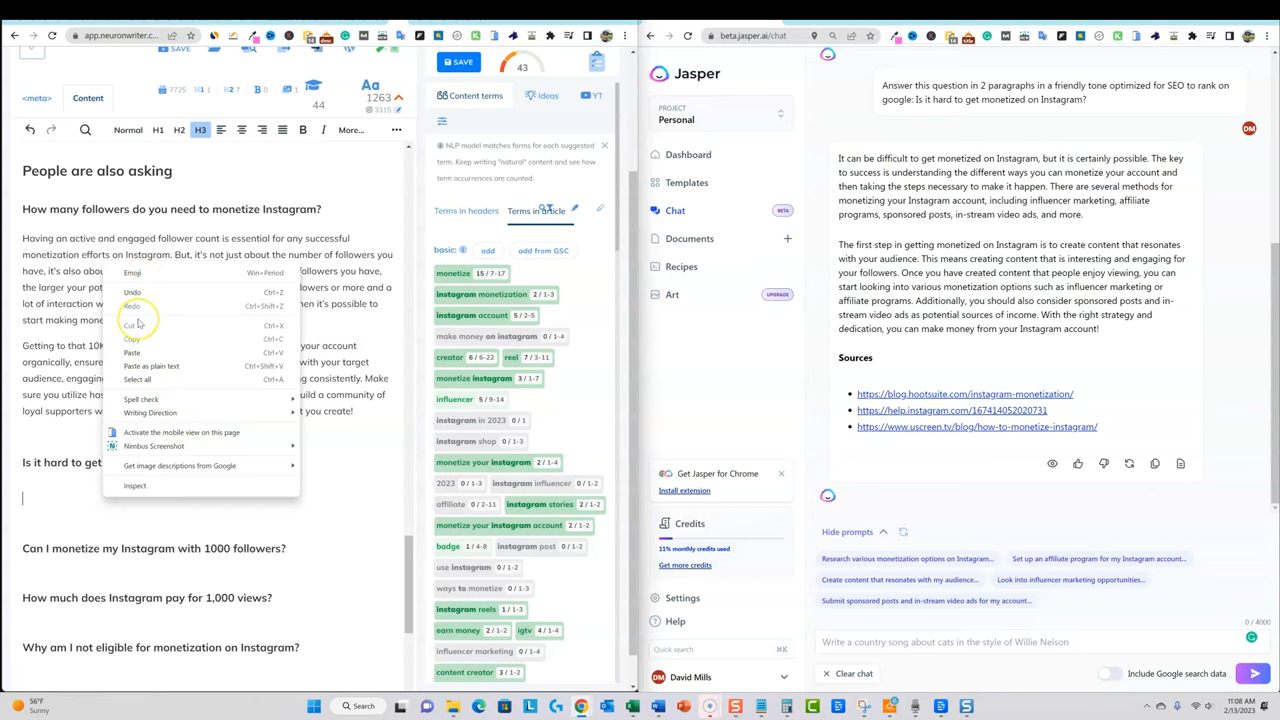 app.neuronwriter.c...
SAVE
SAVE
43
<meta>
Content
7725
H1 1
H2 7
B 0
1
44
Aa
1263
3315
Content terms
Ideas
YT
Normal H1 H2 H3 B I More...
NLP model matches forms for each suggested
term. Keep writing "natural" content and see how
term occurrences are counted.
Terms in headers
Terms in article
basic:
add
add from GSC
monetize 15 / 7-17
instagram monetization 2 / 1-3
instagram account 5 / 2-5
make money on instagram 0 / 1-4
creator 6 / 6-22
reel 7 / 3-11
monetize instagram 3 / 1-7
influencer 5 / 9-14
instagram in 2023 0 / 1
instagram shop 0 / 1-3
monetize your instagram 2 / 1-4
2023 0 / 1-3
instagram influencer 0 / 1-2
affiliate 0 / 2-11
instagram stories 2 / 1-2
monetize your instagram account 2 / 1-2
badge 1 / 4-8
instagram post 0 / 1-2
use instagram 0 / 1-2
ways to monetize 0 / 1-3
instagram reels 1 / 1-3
earn money 2 / 1-2
igtv 4 / 1-4
influencer marketing 0 / 1-4
content creator 3 / 1-2
People are also asking
How many followers do you need to monetize Instagram?
Having an active and engaged follower count is essential for any successful
monetization efforts on Instagram. But, it's not just about the number of followers you
have, it's also abou
followers you have,
the larger your pot
followers or more and a
lot of interaction w
hen it's possible to
start making mone
Getting to that 10K
your account
organically, ensure
with your target
audience, engaging
ing consistently. Make
sure you utilize has
uild a community of
loyal supporters w
t you create!
Is it hard to get
Can I monetize my Instagram with 1000 followers?
How much does Instagram pay for 1,000 views?
Why am I not eligible for monetization on Instagram?
Emoji Win+Period
Undo Ctrl+Z
Redo Ctrl+Shift+Z
Cut Ctrl+X
Copy Ctrl+C
Paste Ctrl+V
Paste as plain text Ctrl+Shift+V
Select all Ctrl+A
Spell check
Writing Direction
Activate the mobile view on this page
Nimbus Screenshot
Get image descriptions from Google
Inspect
beta.jasper.ai/chat
Jasper
PROJECT
Personal
Dashboard
Templates
Chat BETA
Documents
Recipes
Art UPGRADE
Get Jasper for Chrome
Install extension
Credits
11% monthly credits used
Get more credits
Settings
Help
Quick search ⌘K
DM David Mills
Answer this question in 2 paragraphs in a friendly tone optimized for SEO to rank on
google: Is it hard to get monetized on Instagram?
DM
It can be difficult to get monetized on Instagram, but it is certainly possible. The key
to success is understanding the different ways you can monetize your account and
then taking the steps necessary to make it happen. There are several methods for
monetizing your Instagram account, including influencer marketing, affiliate
programs, sponsored posts, in-stream video ads, and more.
The first step in getting monetized on Instagram is to create content that resonates
with your audience. This means creating content that is interesting and engaging for
your followers. Once you have created content that people enjoy viewing, you can
start looking into various monetization options such as influencer marketing or
affiliate programs. Additionally, you should also consider sponsored posts and in-
stream video ads as potential sources of income. With the right strategy and
dedication, you can make money from your Instagram account!
Sources
https://blog.hootsuite.com/instagram-monetization/
https://help.instagram.com/167414052020731
https://www.uscreen.tv/blog/how-to-monetize-instagram/
Hide prompts
Research various monetization options on Instagram...
Set up an affiliate program for my Instagram account...
Create content that resonates with my audience...
Look into influencer marketing opportunities...
Submit sponsored posts and in-stream video ads for my account...
0 / 4000
Write a country song about cats in the style of Willie Nelson
Clear chat
Include Google search data
56°F
Sunny
Search
11:08 AM
2/13/2023